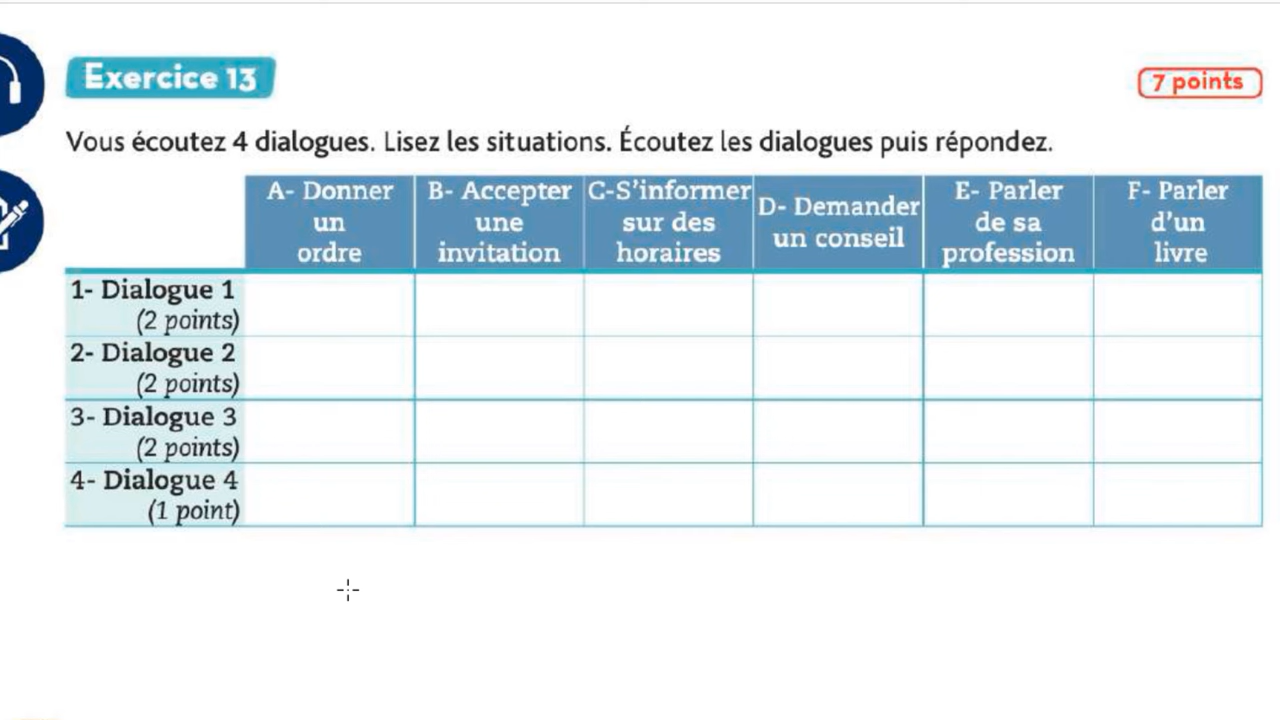 Exercice 13
7 points
Vous écoutez 4 dialogues. Lisez les situations. Écoutez les dialogues puis répondez.
A- Donner
un
ordre
B- Accepter
une
invitation
C-S'informer
sur des
horaires
D- Demander
un conseil
E- Parler
de sa
profession
F- Parler
d'un
livre
1- Dialogue 1
(2 points)
2- Dialogue 2
(2 points)
3- Dialogue 3
(2 points)
4- Dialogue 4
(1 point)